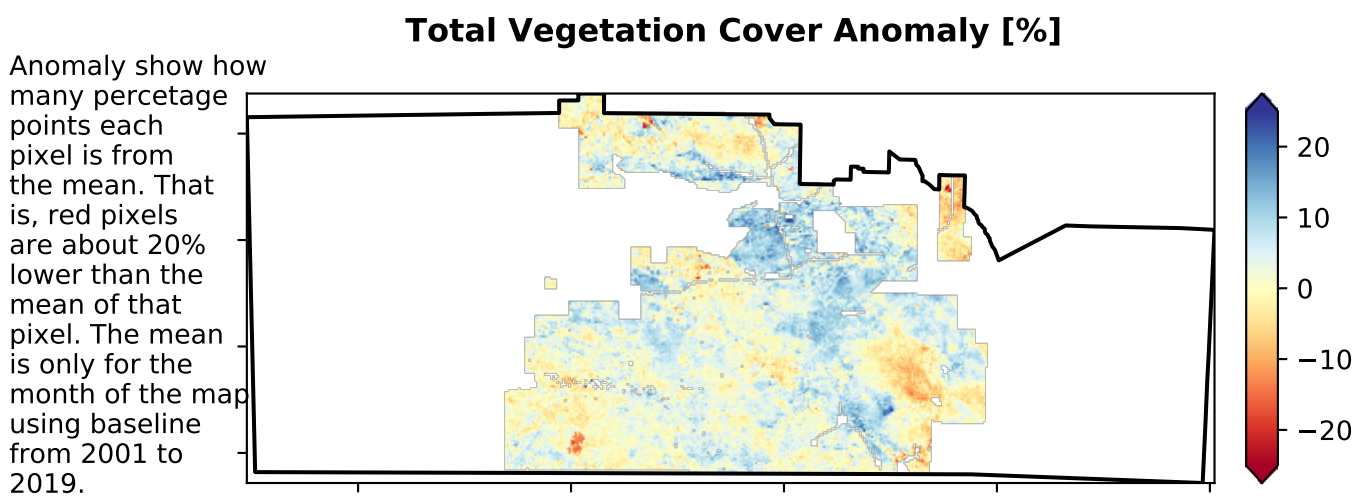 Total Vegetation Cover Anomaly [%]
Anomaly show how
many percetage
points each
pixel is from
the mean. That
is, red pixels
are about 20%
lower than the
mean of that
pixel. The mean
is only for the
month of the map
using baseline
from 2001 to
2019.
20
10
0
−10
−20